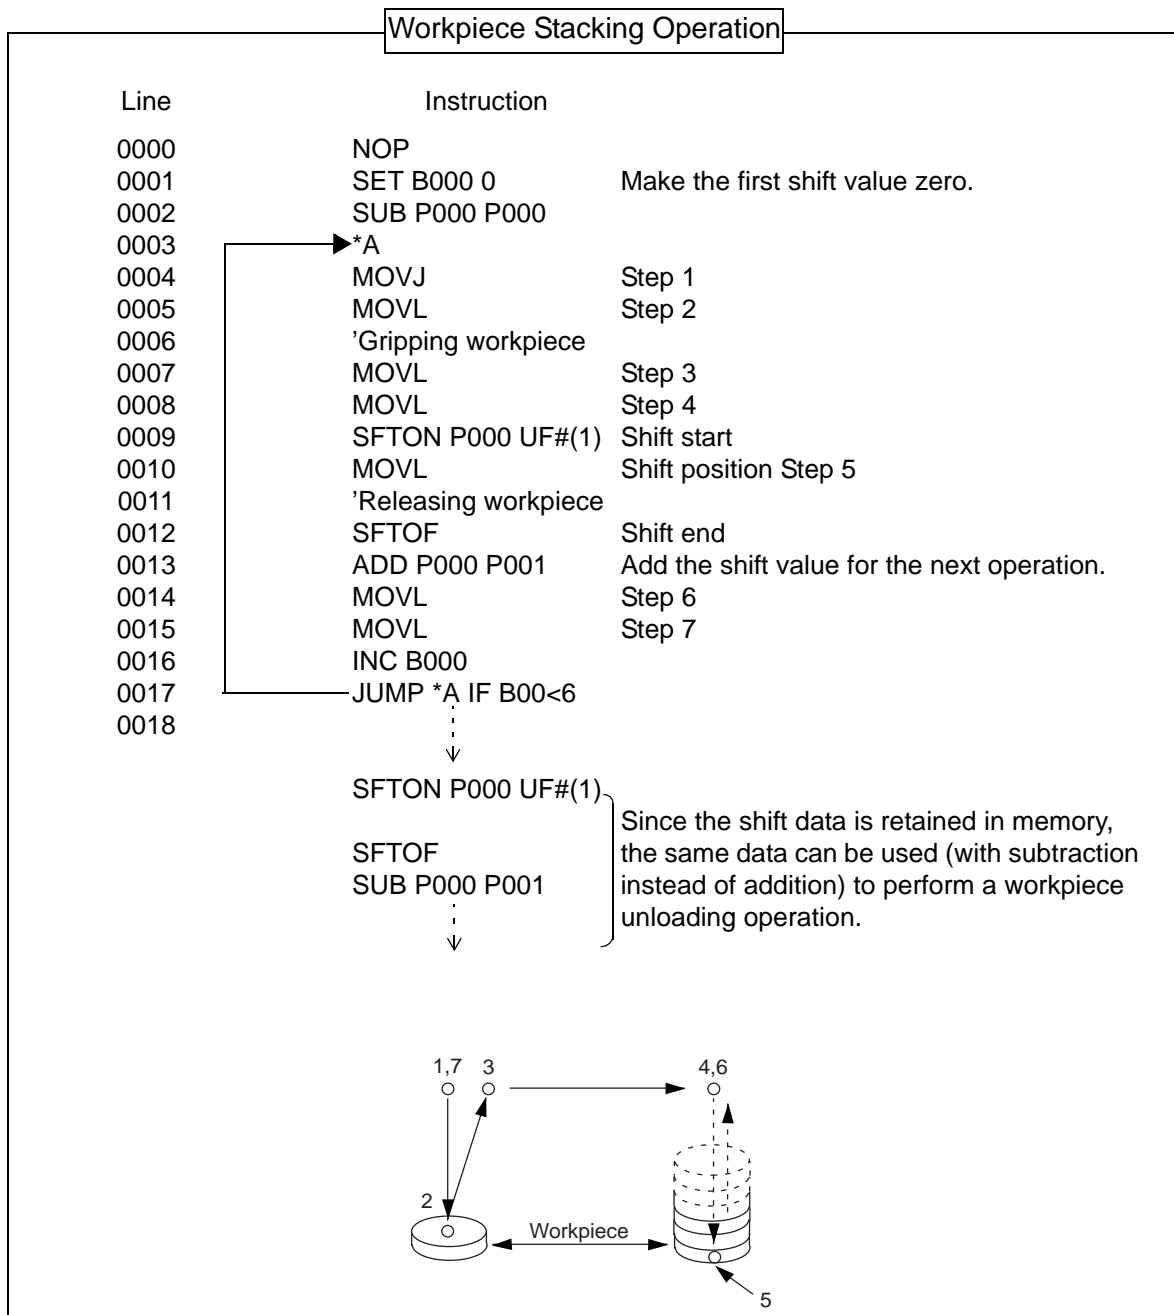 Workpiece Stacking Operation
Line Instruction
0000 NOP
0001 SET B000 0 Make the first shift value zero.
0002 SUB P000 P000
0003 *A
0004 MOVJ Step 1
0005 MOVL Step 2
0006 ’Gripping workpiece
0007 MOVL Step 3
0008 MOVL Step 4
0009 SFTON P000 UF#(1) Shift start
0010 MOVL Shift position Step 5
0011 ’Releasing workpiece
0012 SFTOF Shift end
0013 ADD P000 P001 Add the shift value for the next operation.
0014 MOVL Step 6
0015 MOVL Step 7
0016 INC B000
0017 JUMP *A IF B00<6
0018
SFTON P000 UF#(1)
Since the shift data is retained in memory,
SFTOF the same data can be used (with subtraction
SUB P000 P001 instead of addition) to perform a workpiece
unloading operation.
1,7 3 4,6
2
Workpiece
5